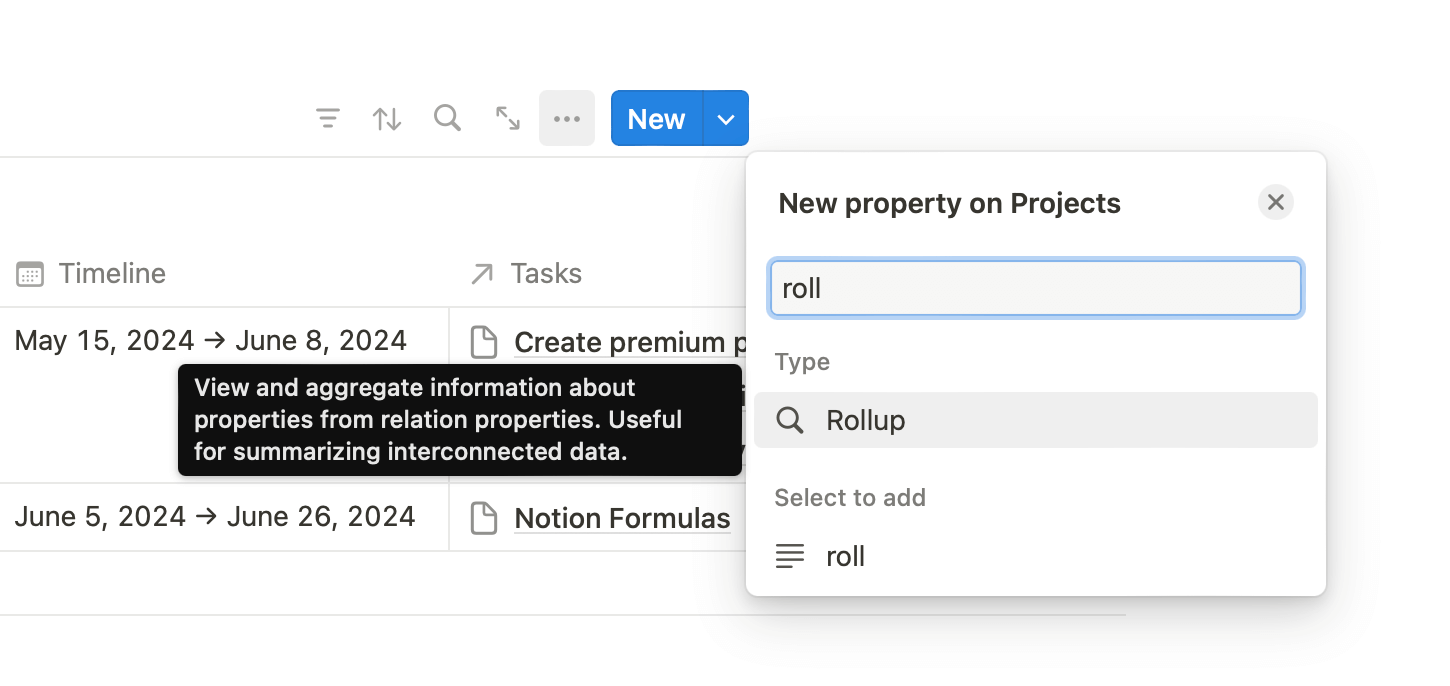 New
New property on Projects
roll
Timeline
Tasks
May 15, 2024 → June 8, 2024
Create premium
View and aggregate information about
properties from relation properties. Useful
for summarizing interconnected data.
June 5, 2024 → June 26, 2024
Notion Formulas
Type
Rollup
Select to add
roll